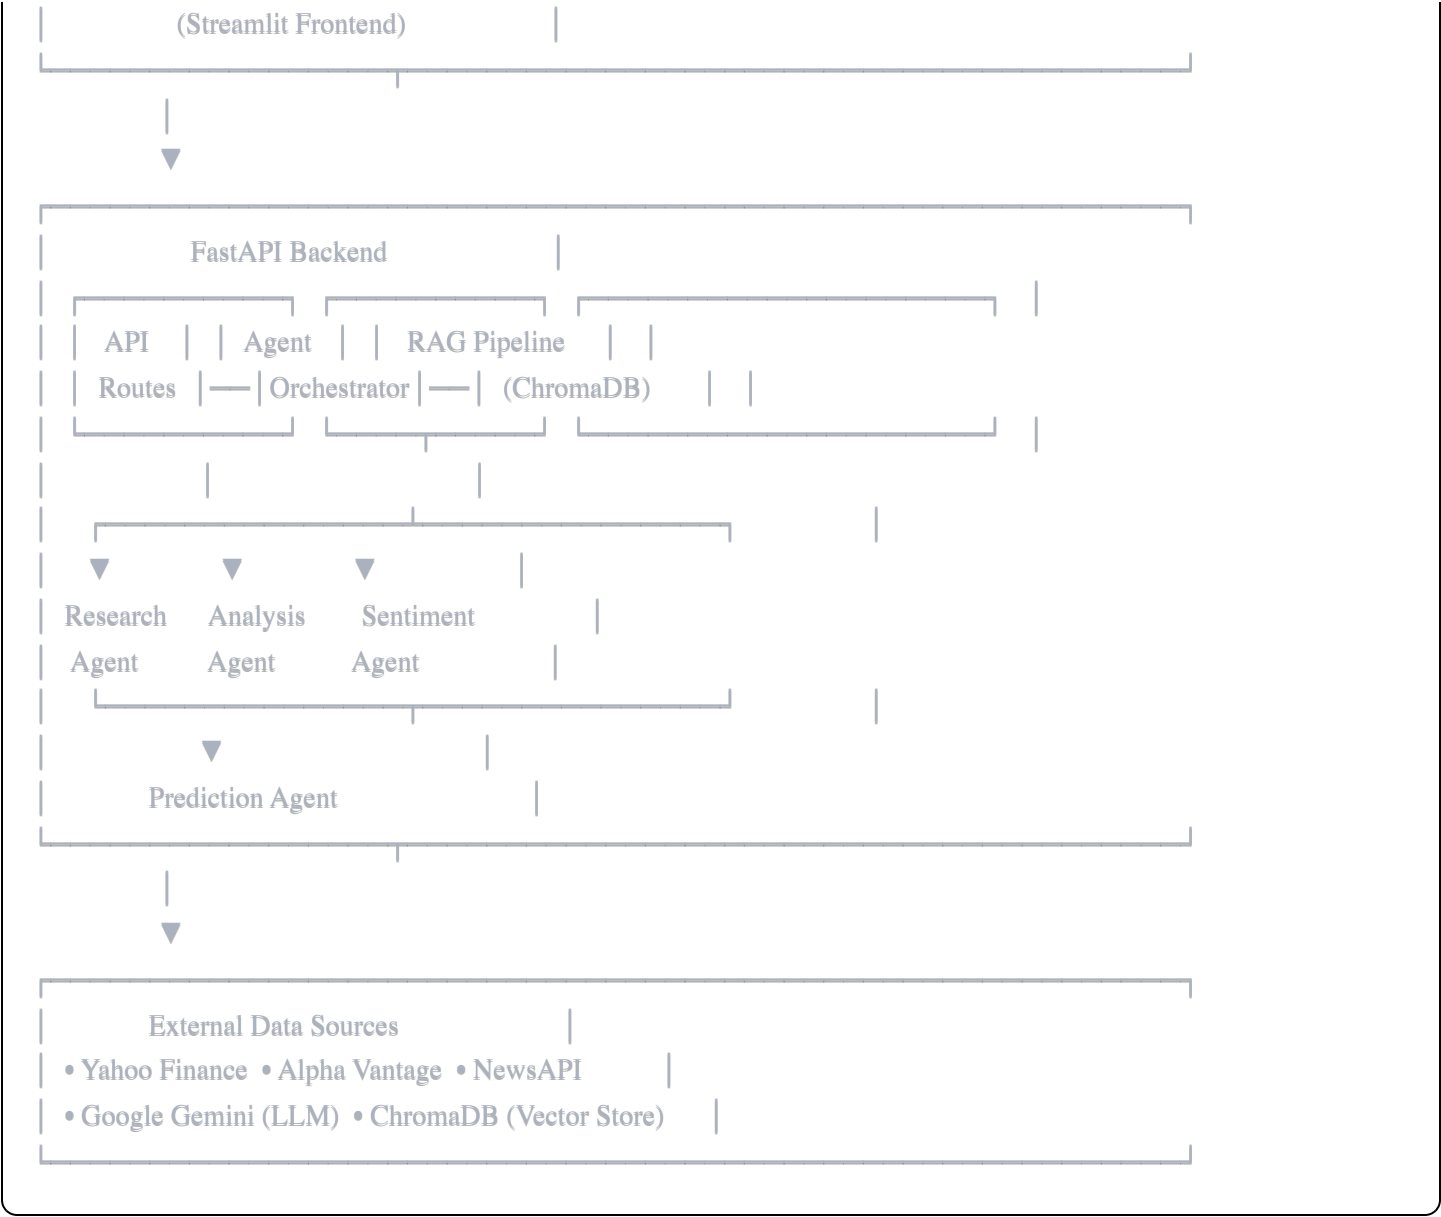 (Streamlit Frontend)
FastAPI Backend
API Agent RAG Pipeline
Routes Orchestrator (ChromaDB)
Research Analysis Sentiment
Agent Agent Agent
Prediction Agent
External Data Sources
• Yahoo Finance • Alpha Vantage • NewsAPI
• Google Gemini (LLM) • ChromaDB (Vector Store)